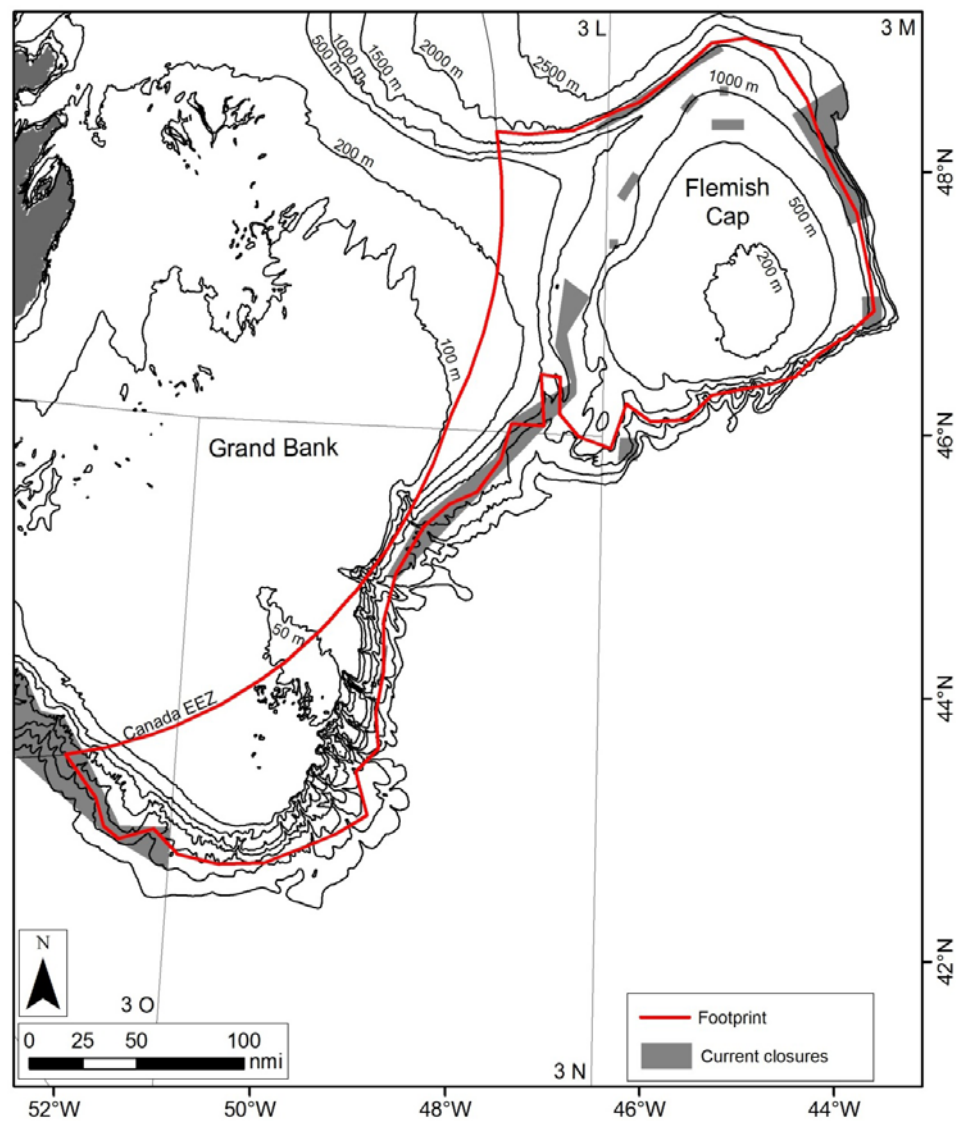 3 L
3 M
500 m
1000 m
1500 m
2000 m
2500 m
1000 m
200 m
48°N
Flemish
Cap
500 m
200 m
100 m
46°N
Grand Bank
50 m
44°N
Canada EEZ
42°N
N
3 O
0 25 50 100
nmi
Footprint
Current closures
3 N
52°W 50°W 48°W 46°W 44°W